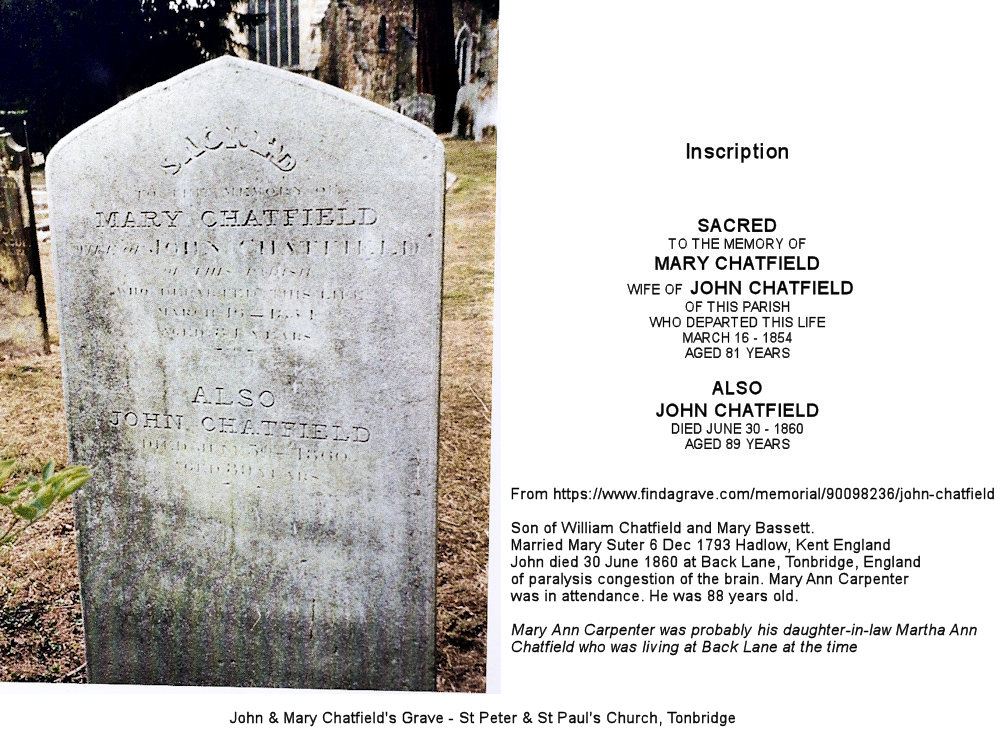 SACRED
TO THE MEMORY OF
MARY CHATFIELD
WIFE OF JOHN CHATFIELD
OF THIS PARISH
WHO DEPARTED THIS LIFE
MARCH 16 – 1854
AGED 81 YEARS
ALSO
JOHN CHATFIELD
DIED JUNE 30 – 1860
AGED 89 YEARS
Inscription
SACRED
TO THE MEMORY OF
MARY CHATFIELD
WIFE OF JOHN CHATFIELD
OF THIS PARISH
WHO DEPARTED THIS LIFE
MARCH 16 - 1854
AGED 81 YEARS
ALSO
JOHN CHATFIELD
DIED JUNE 30 - 1860
AGED 89 YEARS
From https://www.findagrave.com/memorial/90098236/john-chatfield
Son of William Chatfield and Mary Bassett.
Married Mary Suter 6 Dec 1793 Hadlow, Kent England
John died 30 June 1860 at Back Lane, Tonbridge, England
of paralysis congestion of the brain. Mary Ann Carpenter
was in attendance. He was 88 years old.
Mary Ann Carpenter was probably his daughter-in-law Martha Ann
Chatfield who was living at Back Lane at the time
John & Mary Chatfield's Grave - St Peter & St Paul's Church, Tonbridge